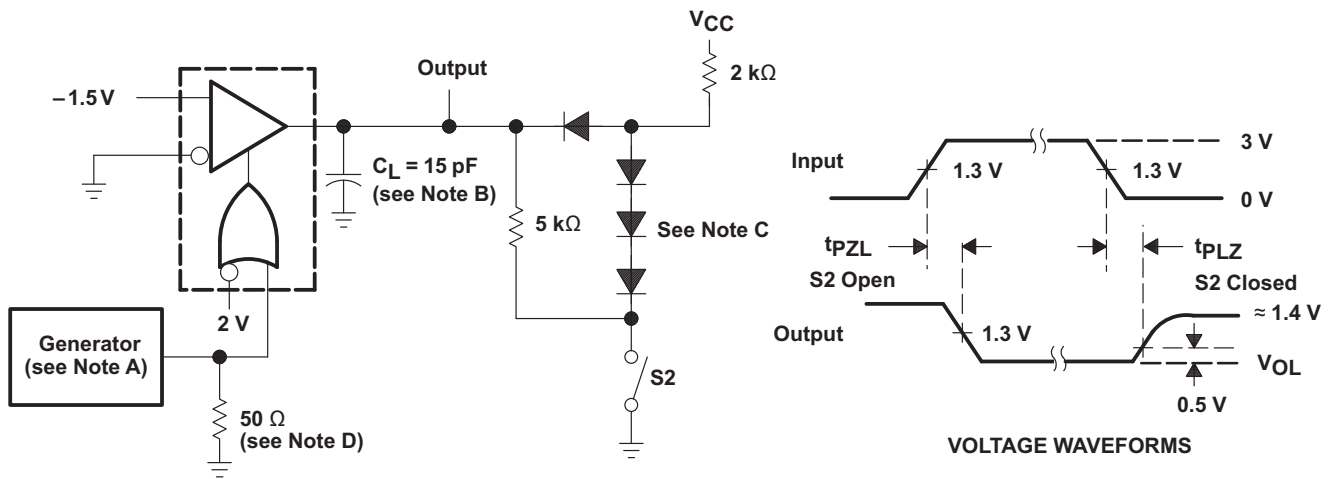 VCC
2 kΩ
Output
–1.5 V
CL = 15 pF
(see Note B)
5 kΩ
See Note C
2 V
Generator
(see Note A)
50 Ω
(see Note D)
S2
Input
3 V
1.3 V
1.3 V
0 V
tPZL
tPLZ
S2 Open
S2 Closed
≈ 1.4 V
Output
1.3 V
VOL
0.5 V
VOLTAGE WAVEFORMS